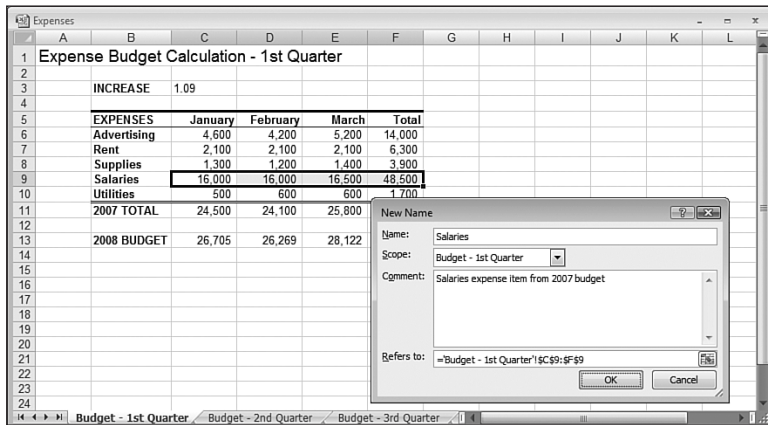 Expenses
A B C D E F G H I J K L
1 Expense Budget Calculation - 1st Quarter
2
3 INCREASE 1.09
4
5 EXPENSES January February March Total
6 Advertising 4,600 4,200 5,200 14,000
7 Rent 2,100 2,100 2,100 6,300
8 Supplies 1,300 1,200 1,400 3,900
9 Salaries 16,000 16,000 16,500 48,500
10 Utilities 500 600 600 1,700
11 2007 TOTAL 24,500 24,100 25,800
12
13 2008 BUDGET 26,705 26,269 28,122
14
15
16
17
18
19
20
21
22
23
24
New Name
Name: Salaries
Scope: Budget - 1st Quarter
Comment: Salaries expense item from 2007 budget
Refers to: ='Budget - 1st Quarter'!$C$9:$F$9
OK Cancel
Budget - 1st Quarter Budget - 2nd Quarter Budget - 3rd Quarter